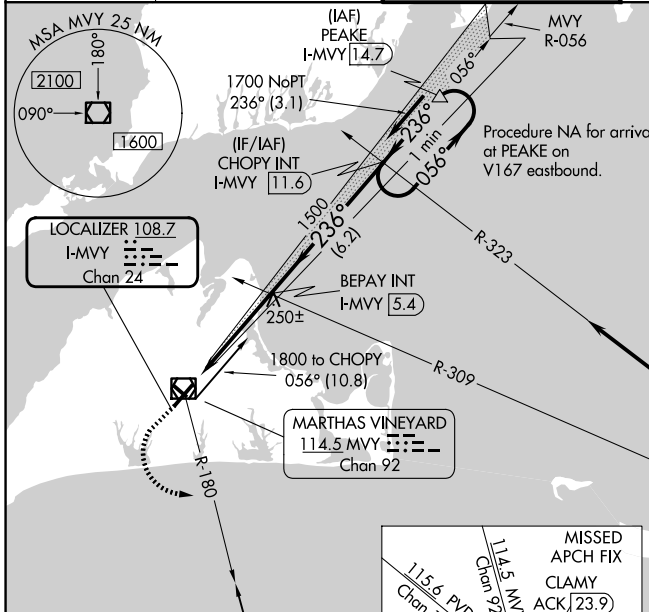 MSA MVY 25 NM
180°
2100
090°
1600
(IAF)
PEAKE
I-MVY 14.7
MVY
R-056
056°
1700 NoPT
236° (3.1)
236°
1 min
056°
Procedure NA for arriva
at PEAKE on
V167 eastbound.
(IF/IAF)
CHOPY INT
I-MVY 11.6
1500
236°
(6.2)
R-323
LOCALIZER 108.7
I-MVY
Chan 24
BEPAY INT
I-MVY 5.4
250±
1800 to CHOPY
056° (10.8)
R-309
MARTHAS VINEYARD
114.5 MVY
Chan 92
R-180
MISSED
APCH FIX
CLAMY
ACK 23.9
114.5 MV
Chan 92
115.6 PVD
Chan